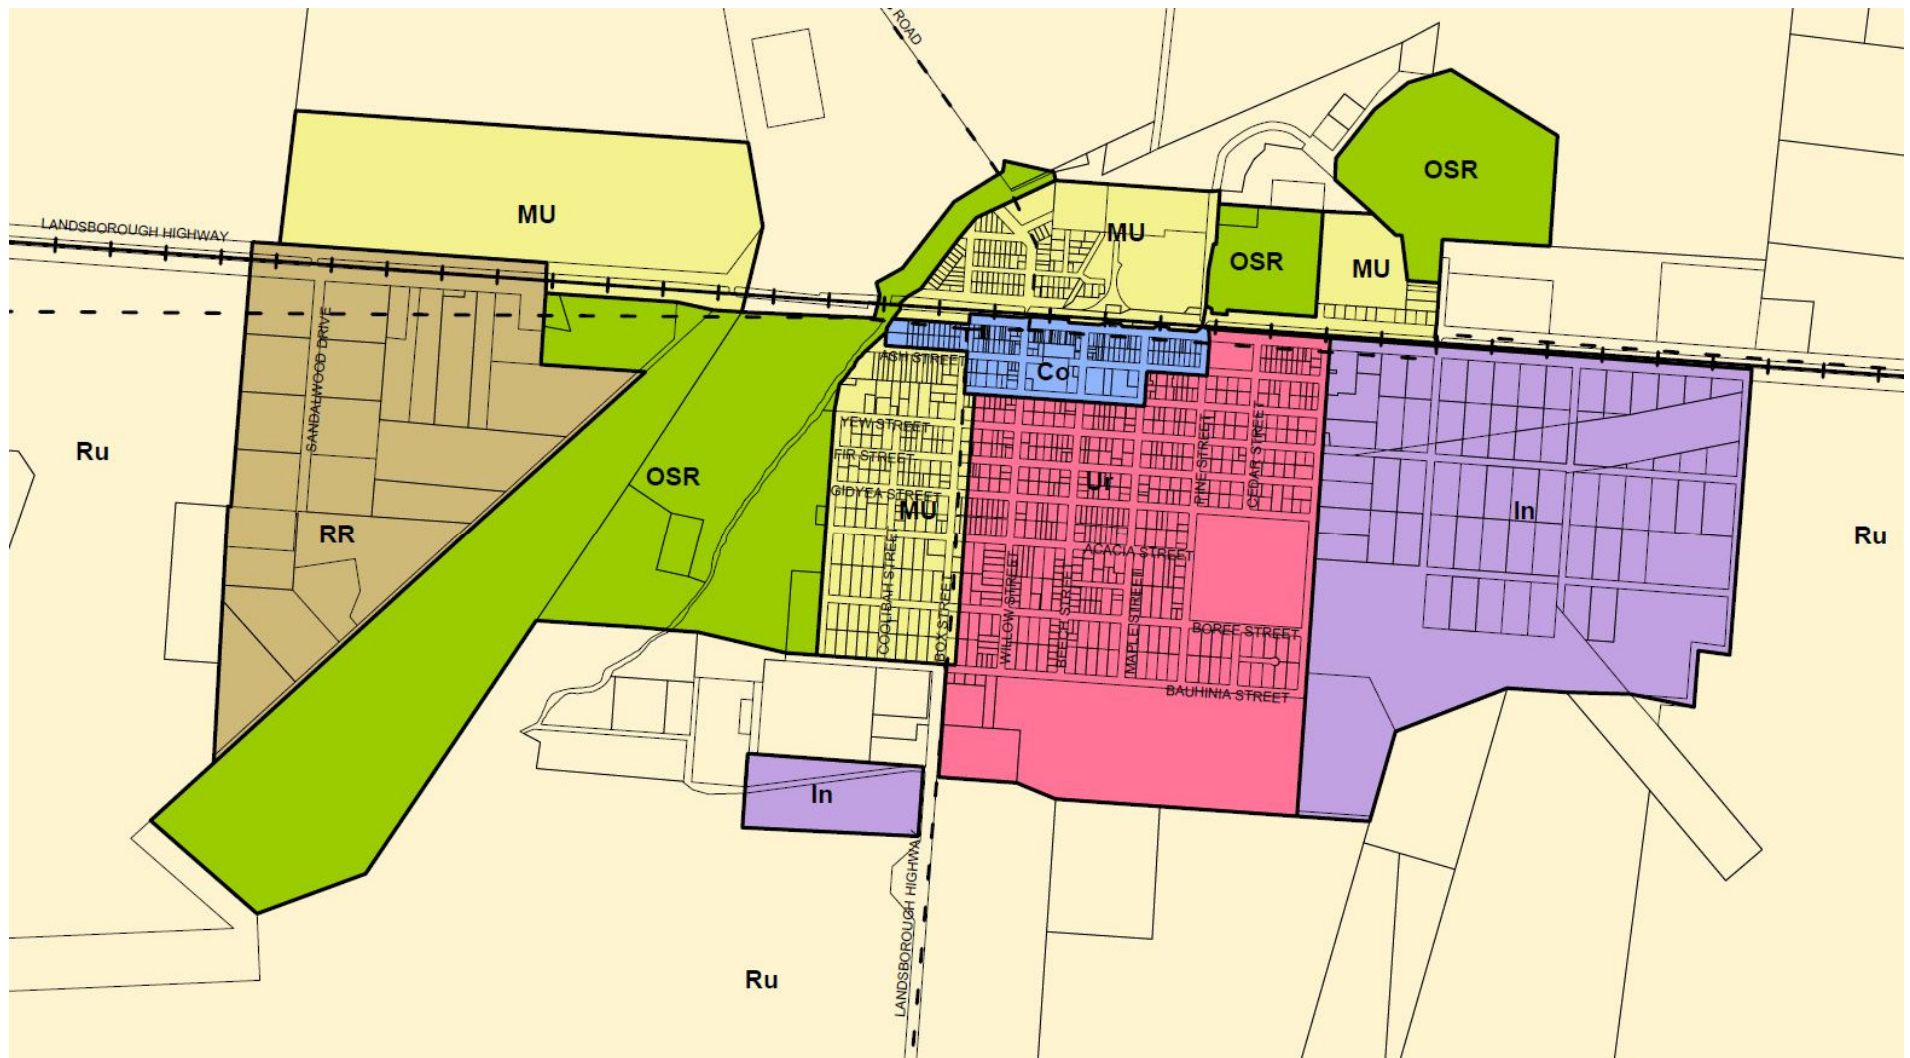 ROAD
OSR
MU
LANDSBOROUGH HIGHWAY
MU
OSR
MU
SANDALWOOD DRIVE
ASH STREET
Co
YEW STREET
PINE STREET
CEDAR STREET
Ru
FIR STREET
OSR
GIDYEA STREET
Ur
MU
In
RR
Ru
ACACIA STREET
COOLIBAH STREET
BOX STREET
WILLOW STREET
BEECH STREET
MAPLE STREET
BOREE STREET
BAUHINIA STREET
In
LANDSBOROUGH HIGHWAY
Ru